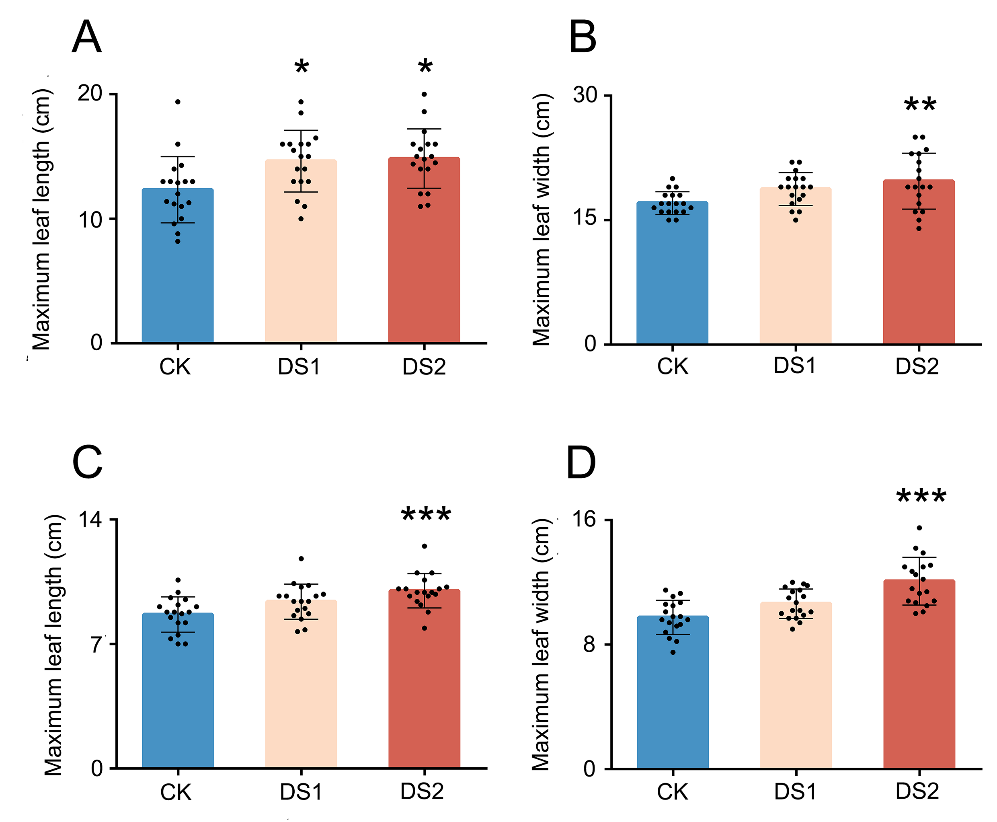 A
Maximum leaf length (cm)
* *
20
10
0
CK DS1 DS2
B
Maximum leaf width (cm)
**
30
15
0
CK DS1 DS2
C
Maximum leaf length (cm)
***
14
7
0
CK DS1 DS2
D
Maximum leaf width (cm)
***
16
8
0
CK DS1 DS2